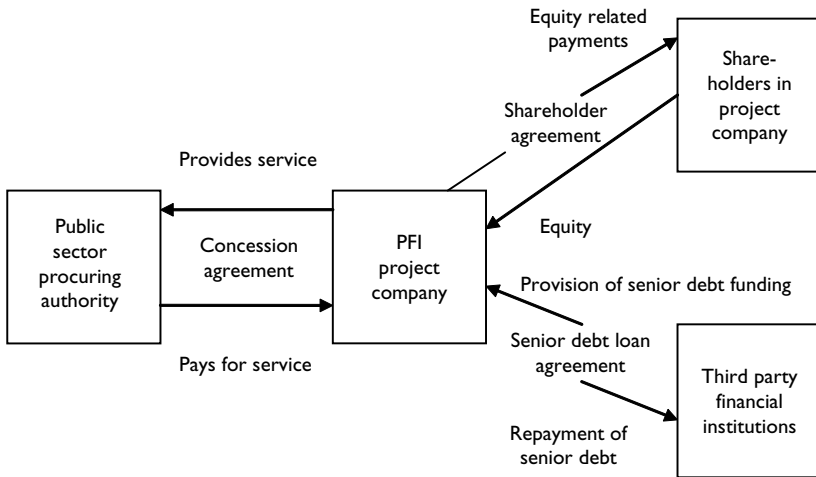 Equity related
payments
Share-
holders in
project
company
Shareholder
agreement
Provides service
Public
sector
procuring
authority
Concession
agreement
PFI
project
company
Equity
Provision of senior debt funding
Pays for service
Senior debt loan
agreement
Third party
financial
institutions
Repayment of
senior debt